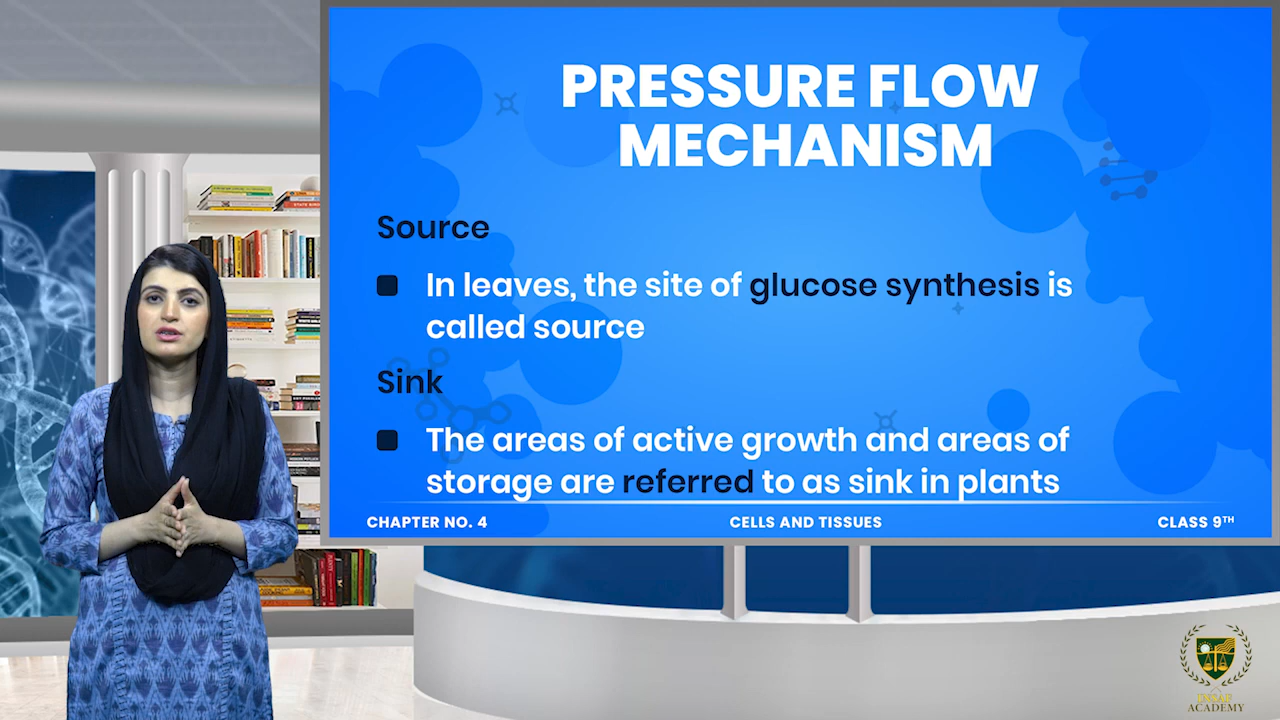 PRESSURE FLOW
MECHANISM
Source
In leaves, the site of glucose synthesis is
called source
Sink
The areas of active growth and areas of
storage are referred to as sink in plants
CHAPTER NO. 4
CELLS AND TISSUES
CLASS 9TH
INSAF
ACADEMY